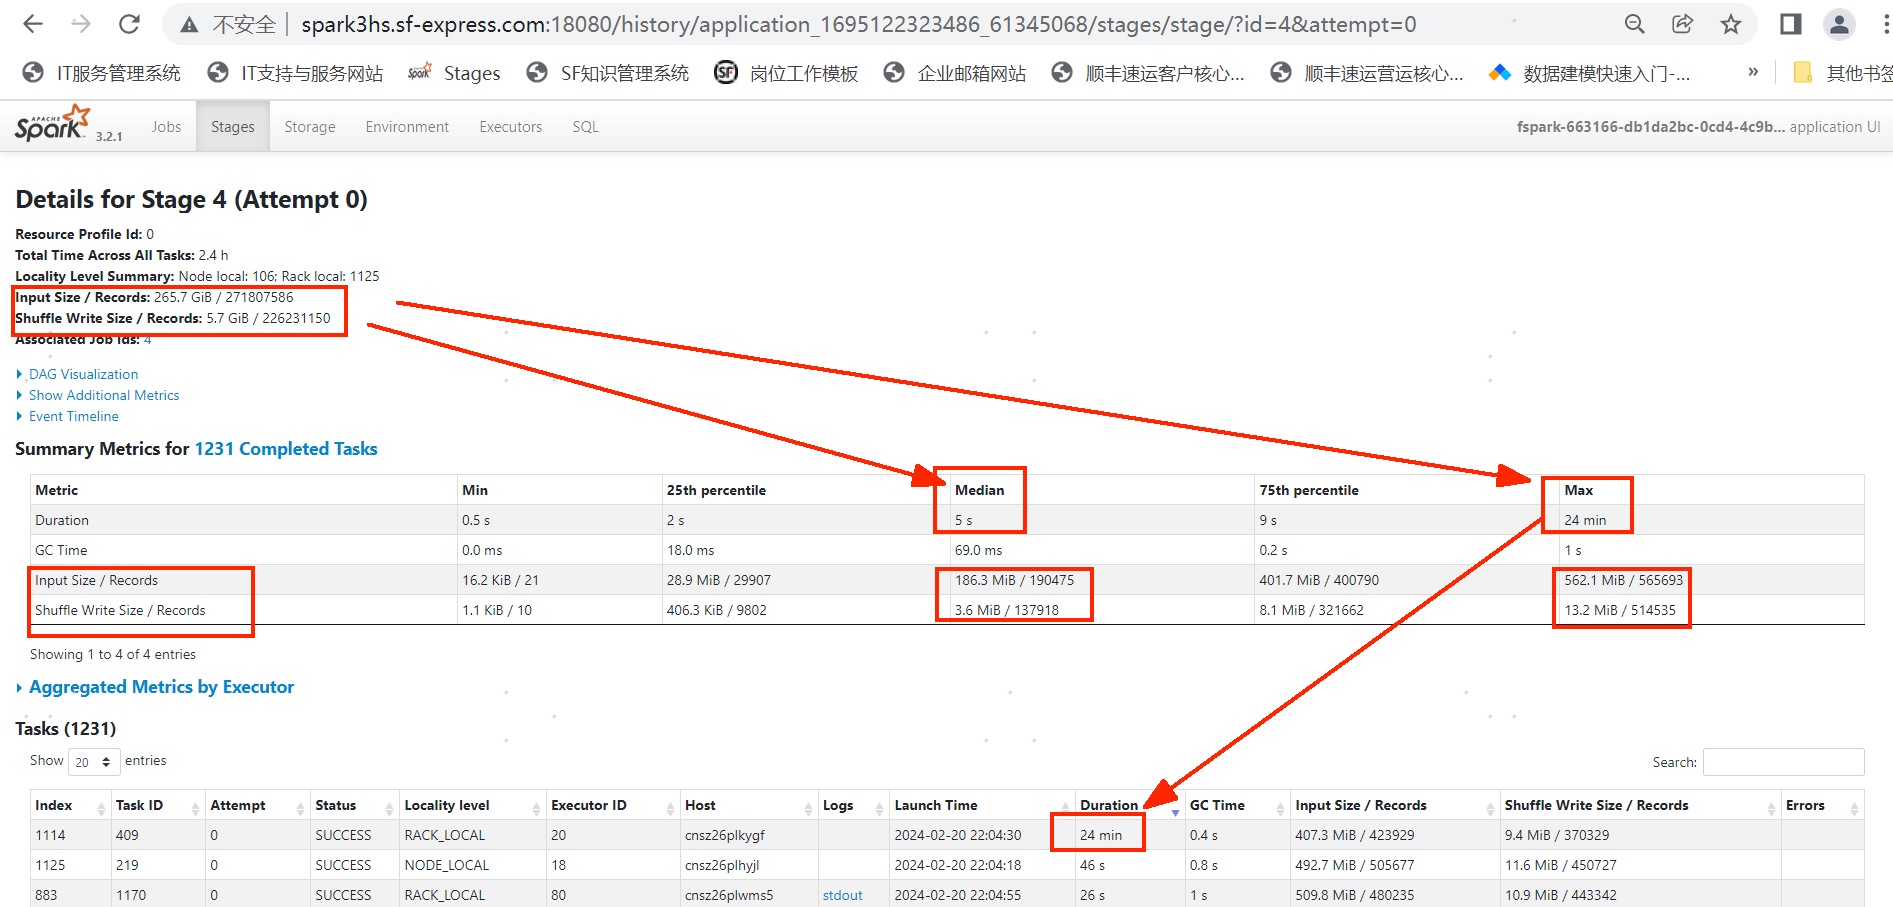 不安全 | spark3hs.sf-express.com:18080/history/application_1695122323486_61345068/stages/stage/?id=4&attempt=0
IT服务管理系统 IT支持与服务网站 Spark Stages SF知识管理系统 SF 岗位工作模板 企业邮箱网站 顺丰速运客户核心... 顺丰速运营运核心... 数据建模快速入门-... » 其他书签
APACHE Spark 3.2.1 Jobs Stages Storage Environment Executors SQL fspark-663166-db1da2bc-0cd4-4c9b... application UI
Details for Stage 4 (Attempt 0)
Resource Profile Id: 0
Total Time Across All Tasks: 2.4 h
Locality Level Summary: Node local: 106; Rack local: 1125
Input Size / Records: 265.7 GiB / 271807586
Shuffle Write Size / Records: 5.7 GiB / 226231150
Associated Job Ids: 4
DAG Visualization
Show Additional Metrics
Event Timeline
Summary Metrics for 1231 Completed Tasks
Metric Min 25th percentile Median 75th percentile Max
Duration 0.5 s 2 s 5 s 9 s 24 min
GC Time 0.0 ms 18.0 ms 69.0 ms 0.2 s 1 s
Input Size / Records 16.2 KiB / 21 28.9 MiB / 29907 186.3 MiB / 190475 401.7 MiB / 400790 562.1 MiB / 565693
Shuffle Write Size / Records 1.1 KiB / 10 406.3 KiB / 9802 3.6 MiB / 137918 8.1 MiB / 321662 13.2 MiB / 514535
Showing 1 to 4 of 4 entries
Aggregated Metrics by Executor
Tasks (1231)
Show 20 entries Search:
Index Task ID Attempt Status Locality level Executor ID Host Logs Launch Time Duration GC Time Input Size / Records Shuffle Write Size / Records Errors
1114 409 0 SUCCESS RACK_LOCAL 20 cnsz26plkygf 2024-02-20 22:04:30 24 min 0.4 s 407.3 MiB / 423929 9.4 MiB / 370329
1125 219 0 SUCCESS NODE_LOCAL 18 cnsz26plhyjl 2024-02-20 22:04:18 46 s 0.8 s 492.7 MiB / 505677 11.6 MiB / 450727
883 1170 0 SUCCESS RACK_LOCAL 80 cnsz26plwms5 stdout 2024-02-20 22:04:55 26 s 1 s 509.8 MiB / 480235 10.9 MiB / 443342